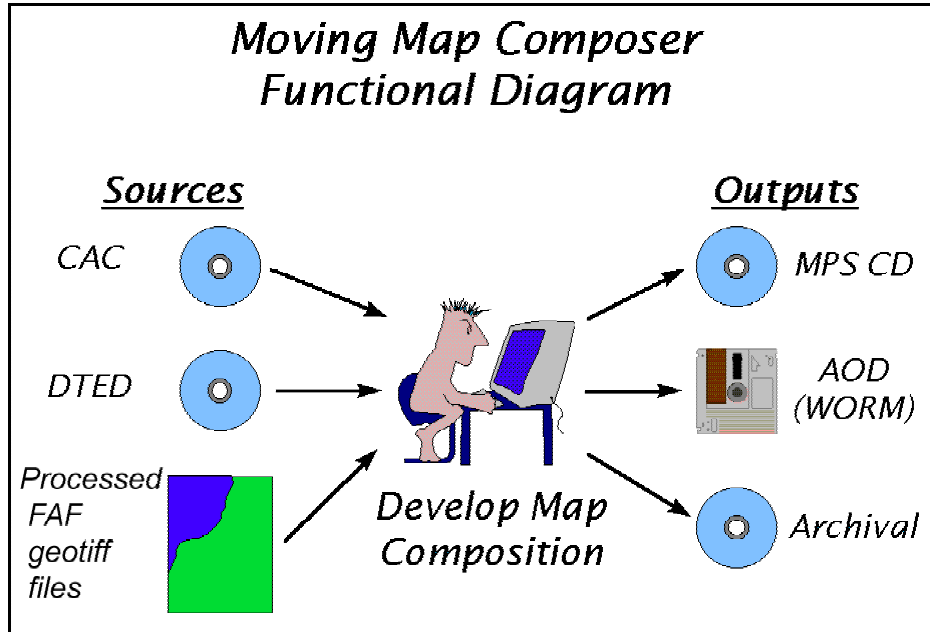 Moving Map Composer
Functional Diagram
Sources
Outputs
CAC
MPS CD
DTED
AOD
(WORM)
Processed
FAF
geotiff
files
Develop Map
Composition
Archival